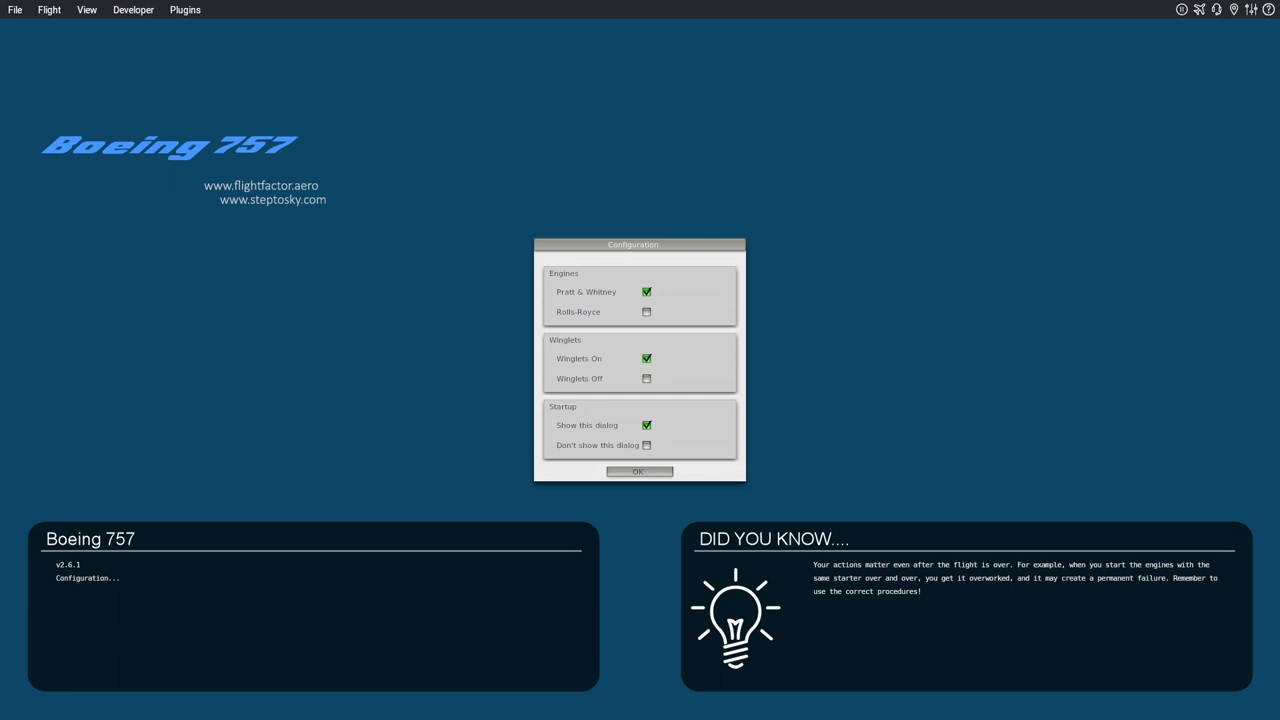 File Flight View Developer Plugins
Boeing 757
www.flightfactor.aero
www.steptosky.com
Configuration
Engines
Pratt & Whitney
Rolls-Royce
Winglets
Winglets On
Winglets Off
Startup
Show this dialog
Don't show this dialog
OK
Boeing 757
v2.6.1
Configuration...
DID YOU KNOW....
Your actions matter even after the flight is over. For example, when you start the engines with the
same starter over and over, you get it overworked, and it may create a permanent failure. Remember to
use the correct procedures!